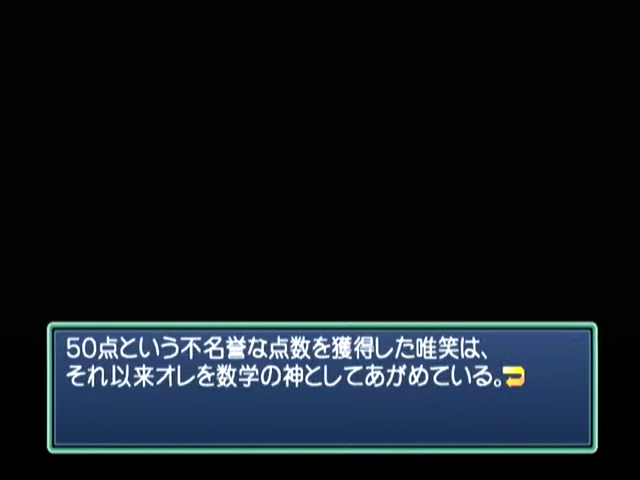 50点という不名誉な点数を獲得した唯笑は、
それ以来オレを数学の神としてあがめている。